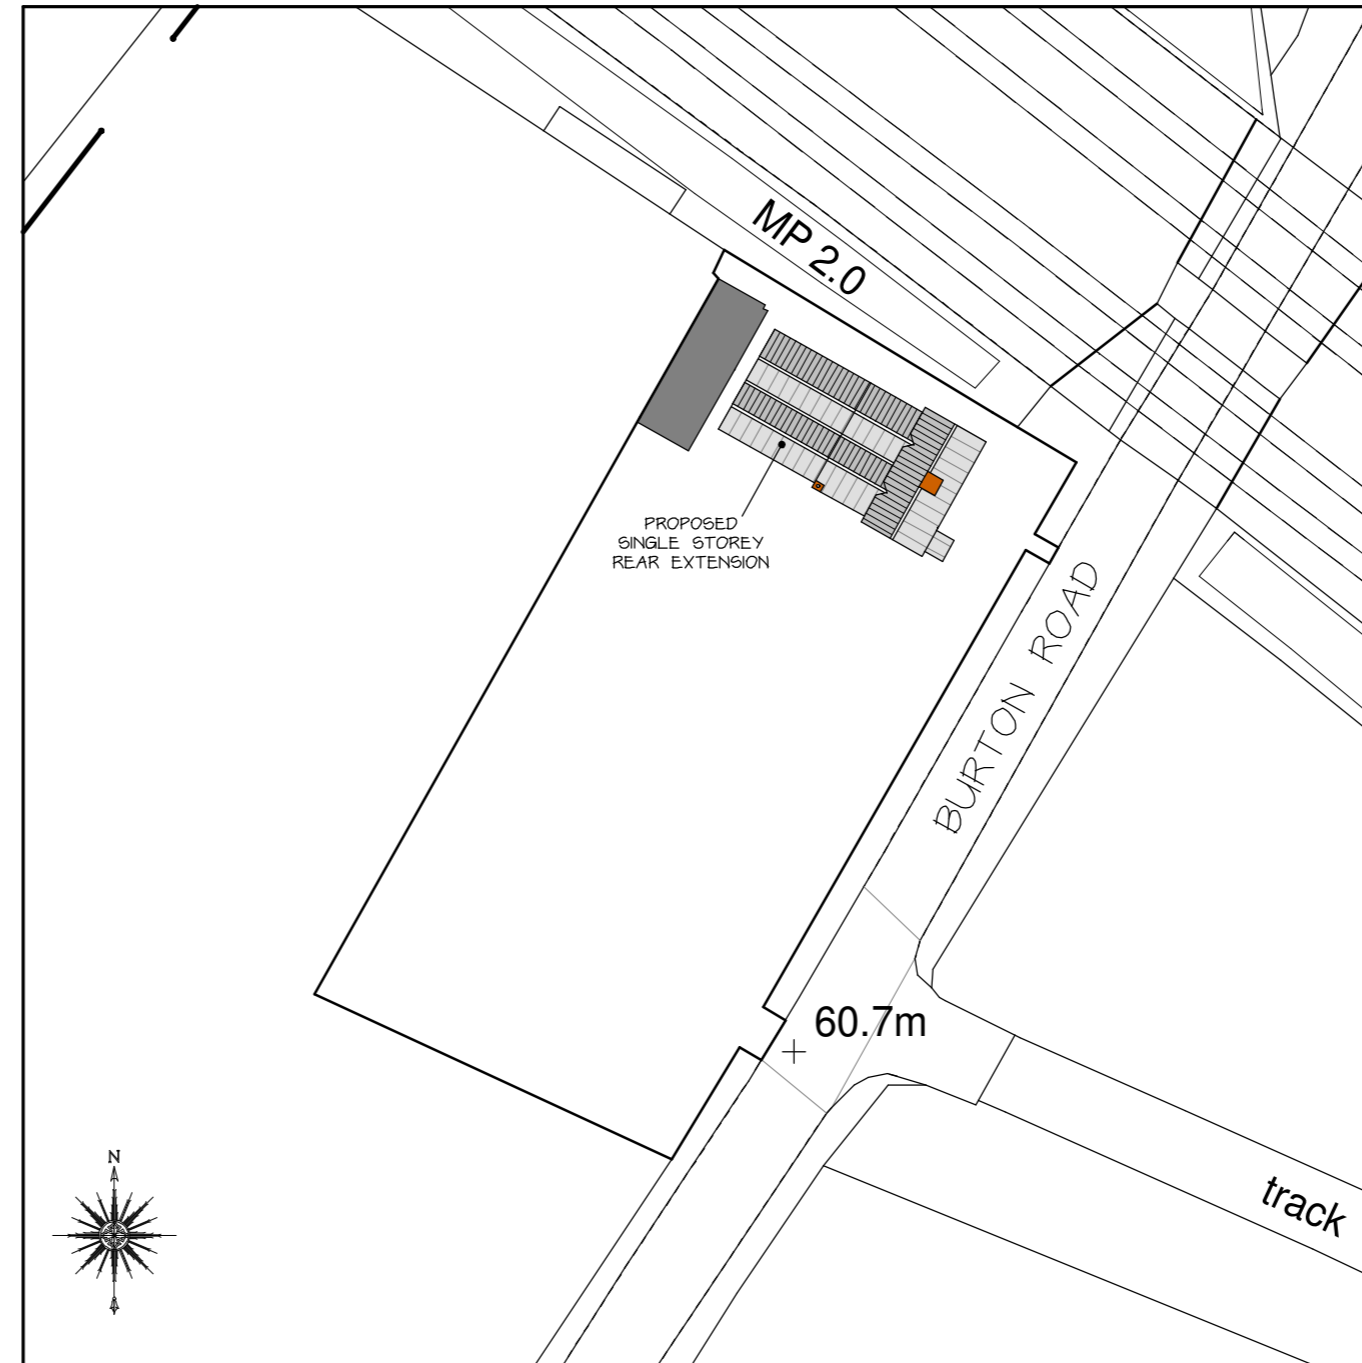 MP 2.0
PROPOSED
SINGLE STOREY
REAR EXTENSION
BURTON ROAD
60.7m
N
track